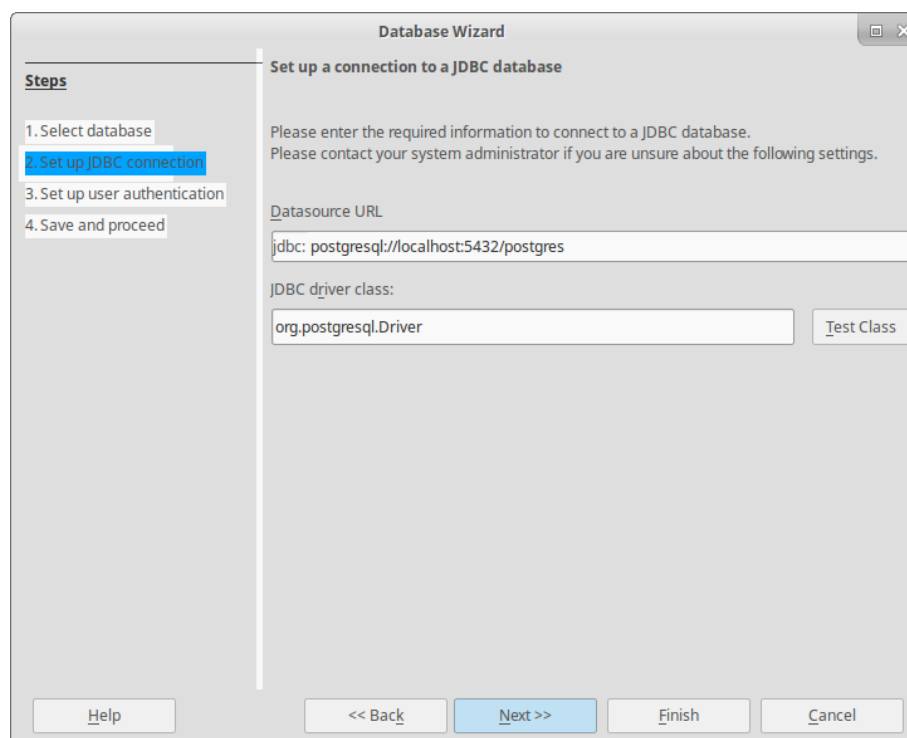 Database Wizard
Steps
1. Select database
2. Set up JDBC connection
3. Set up user authentication
4. Save and proceed
Set up a connection to a JDBC database
Please enter the required information to connect to a JDBC database.
Please contact your system administrator if you are unsure about the following settings.
Datasource URL
jdbc: postgresql://localhost:5432/postgres
JDBC driver class:
org.postgresql.Driver
Test Class
Help
<< Back
Next >>
Finish
Cancel